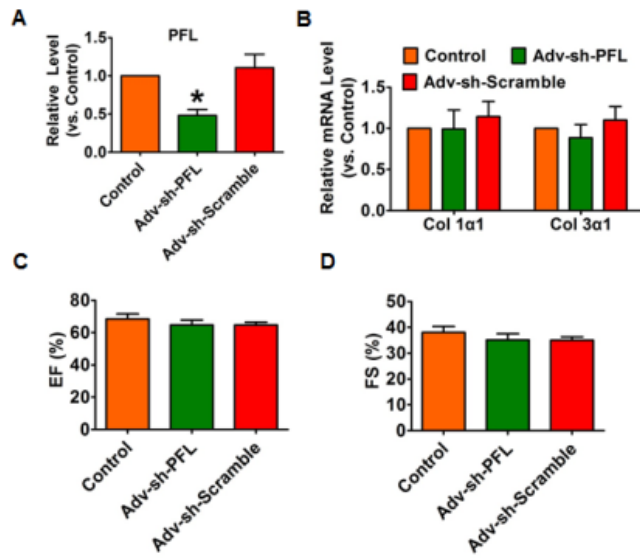 A
PFL
Relative Level
(vs. Control)
1.5
1.0
0.5
0.0
*
Control
Adv-sh-PFL
Adv-sh-Scramble
B
Control
Adv-sh-PFL
Adv-sh-Scramble
Relative mRNA Level
(vs. Control)
1.5
1.0
0.5
0.0
Col 1α1
Col 3α1
C
EF (%)
80
60
40
20
0
Control
Adv-sh-PFL
Adv-sh-Scramble
D
FS (%)
50
40
30
20
10
0
Control
Adv-sh-PFL
Adv-sh-Scramble